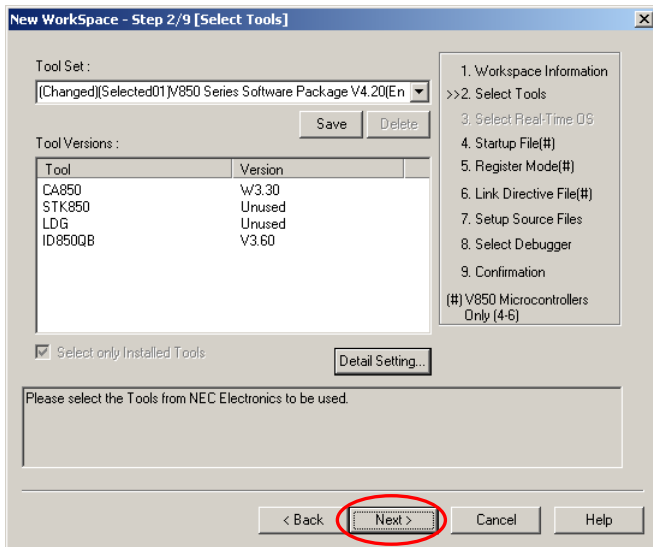 New WorkSpace - Step 2/9 [Select Tools]
Tool Set :
(Changed)(Selected01)V850 Series Software Package V4.20(En
Save Delete
Tool Versions :
Tool Version
CA850 W3.30
STK850 Unused
LDG Unused
ID850QB V3.60
Select only Installed Tools
Detail Setting...
1. Workspace Information
>>2. Select Tools
3. Select Real-Time OS
4. Startup File(#)
5. Register Mode(#)
6. Link Directive File(#)
7. Setup Source Files
8. Select Debugger
9. Confirmation
(#) V850 Microcontrollers
Only (4-6)
Please select the Tools from NEC Electronics to be used.
< Back Next > Cancel Help